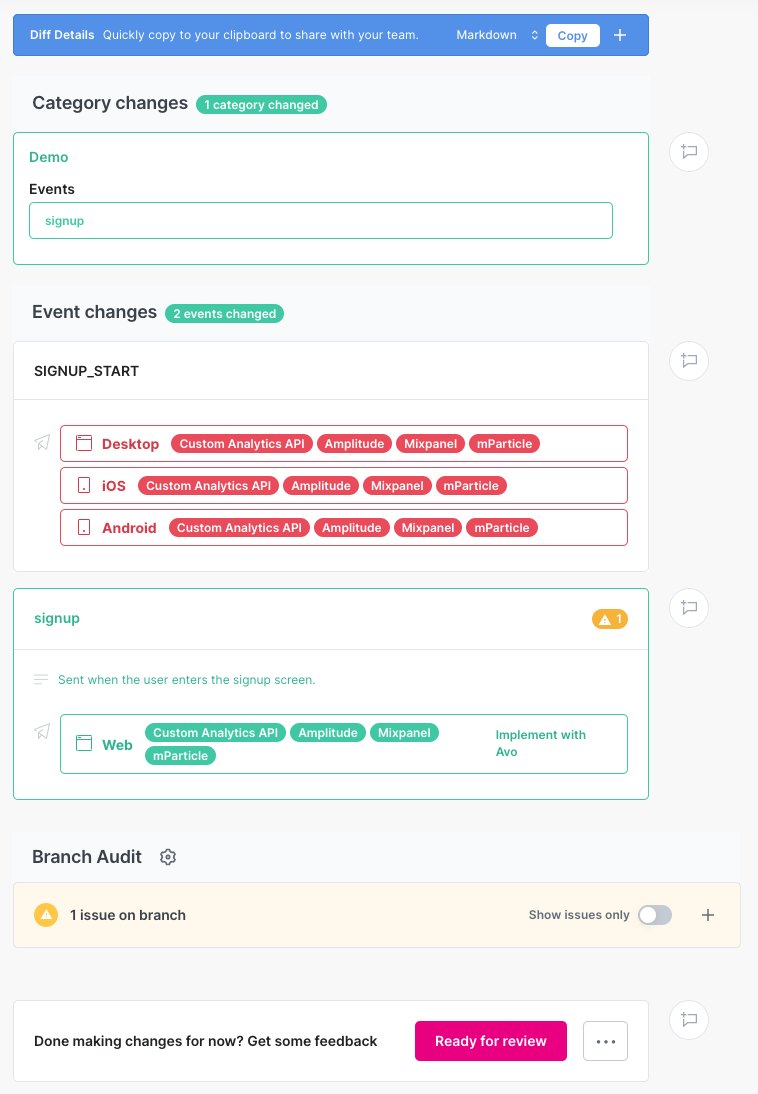 Diff Details Quickly copy to your clipboard to share with your team. Markdown Copy
Category changes 1 category changed
Demo
Events
signup
Event changes 2 events changed
SIGNUP_START
Desktop Custom Analytics API Amplitude Mixpanel mParticle
iOS Custom Analytics API Amplitude Mixpanel mParticle
Android Custom Analytics API Amplitude Mixpanel mParticle
signup 1
Sent when the user enters the signup screen.
Web Custom Analytics API Amplitude Mixpanel
mParticle
Implement with
Avo
Branch Audit
1 issue on branch Show issues only
Done making changes for now? Get some feedback Ready for review